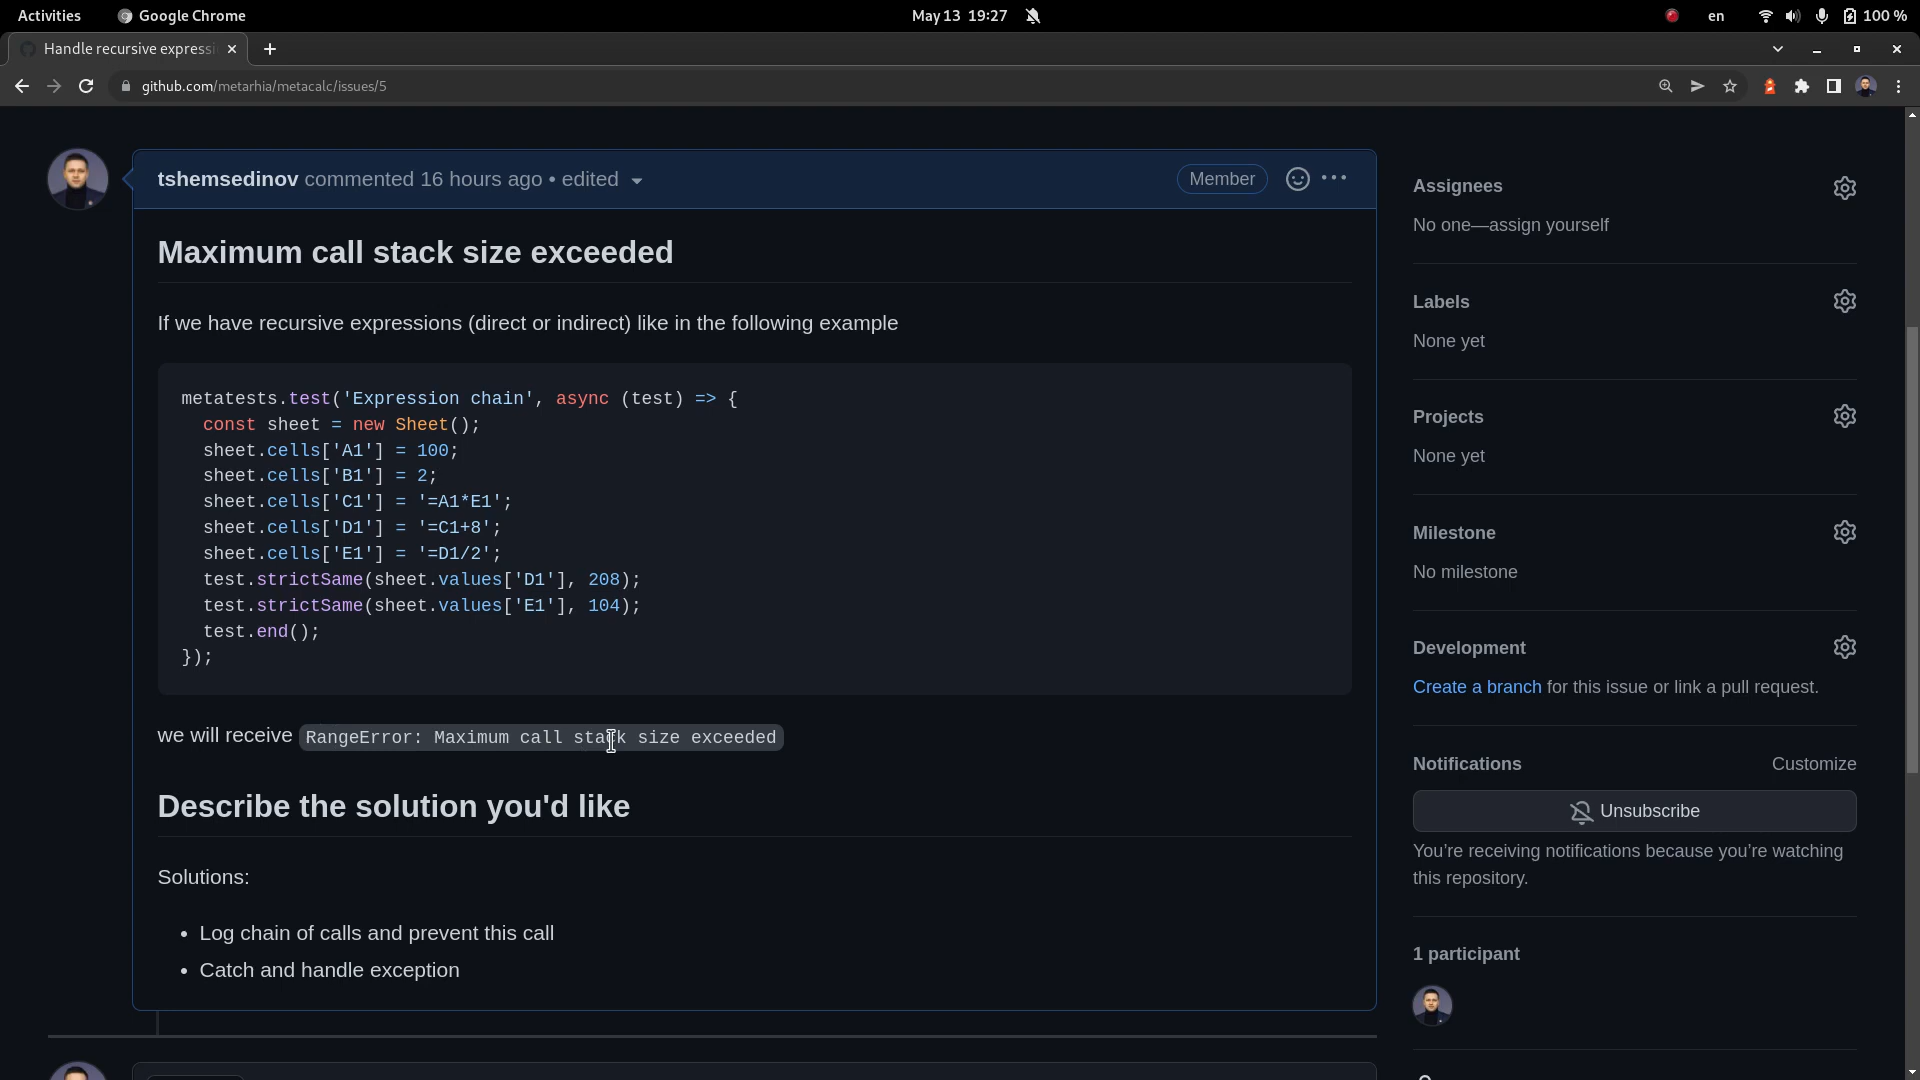 Activities Google Chrome May 13 19:27 en 100 %
Handle recursive expressi
github.com/metarhia/metacalc/issues/5
tshemsedinov commented 16 hours ago • edited Member
Maximum call stack size exceeded
If we have recursive expressions (direct or indirect) like in the following example
metatests.test('Expression chain', async (test) => {
  const sheet = new Sheet();
  sheet.cells['A1'] = 100;
  sheet.cells['B1'] = 2;
  sheet.cells['C1'] = '=A1*E1';
  sheet.cells['D1'] = '=C1+8';
  sheet.cells['E1'] = '=D1/2';
  test.strictSame(sheet.values['D1'], 208);
  test.strictSame(sheet.values['E1'], 104);
  test.end();
});
we will receive RangeError: Maximum call stack size exceeded
Describe the solution you'd like
Solutions:
• Log chain of calls and prevent this call
• Catch and handle exception
Assignees
No one—assign yourself
Labels
None yet
Projects
None yet
Milestone
No milestone
Development
Create a branch for this issue or link a pull request.
Notifications Customize
Unsubscribe
You’re receiving notifications because you’re watching
this repository.
1 participant